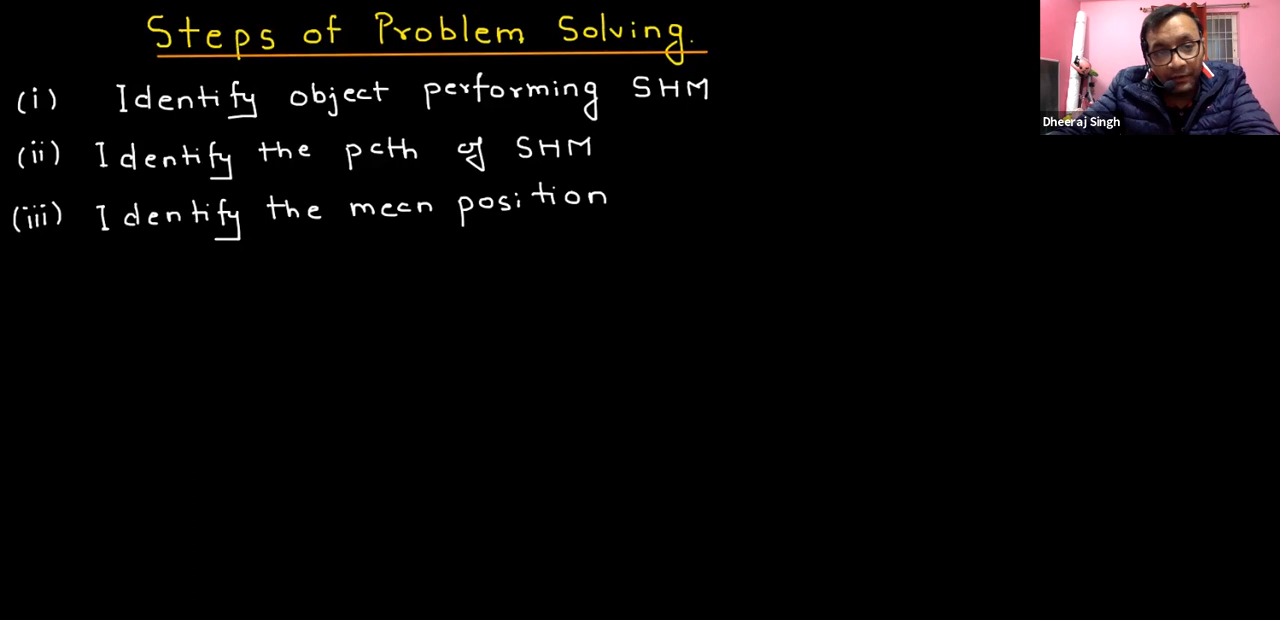 Steps of Problem Solving.
(i) Identify object performing SHM
Dheeraj Singh
(ii) Identify the path of SHM
(iii) Identify the mean position